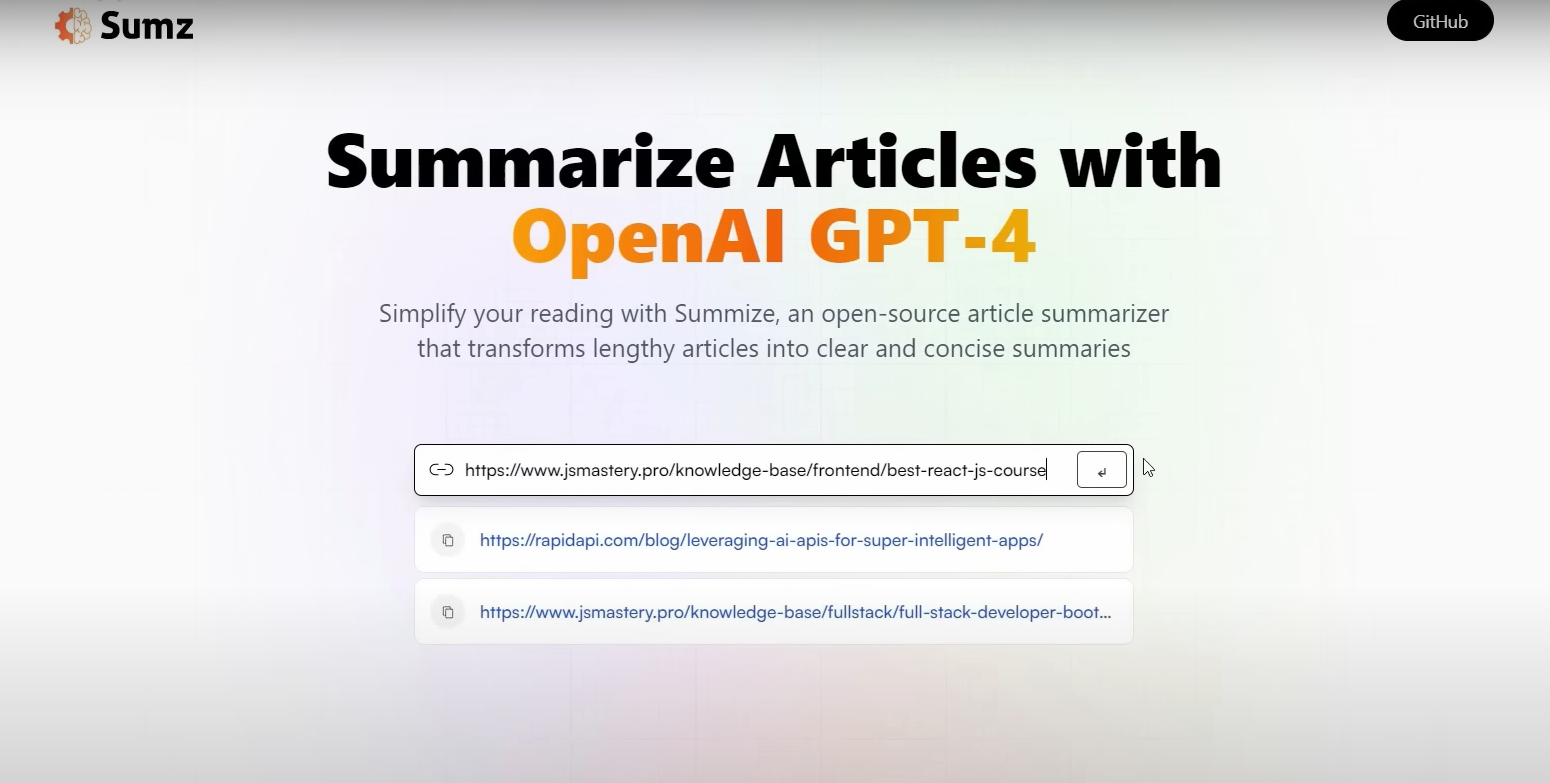 Sumz
GitHub
Summarize Articles with
OpenAI GPT-4
Simplify your reading with Summize, an open-source article summarizer
that transforms lengthy articles into clear and concise summaries
https://www.jsmastery.pro/knowledge-base/frontend/best-react-js-course
https://rapidapi.com/blog/leveraging-ai-apis-for-super-intelligent-apps/
https://www.jsmastery.pro/knowledge-base/fullstack/full-stack-developer-boot...